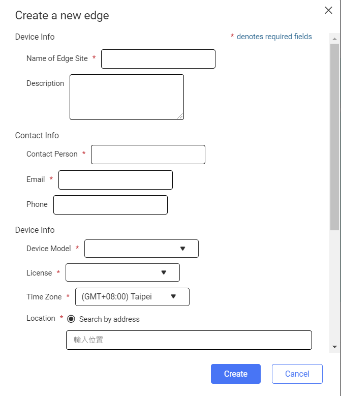 Create a new edge
Device Info
* denotes required fields
Name of Edge Site *
Description
Contact Info
Contact Person *
Email *
Phone
Device Info
Device Model *
License *
Time Zone * (GMT+08:00) Taipei
Location * Search by address
輸入位置
Create Cancel